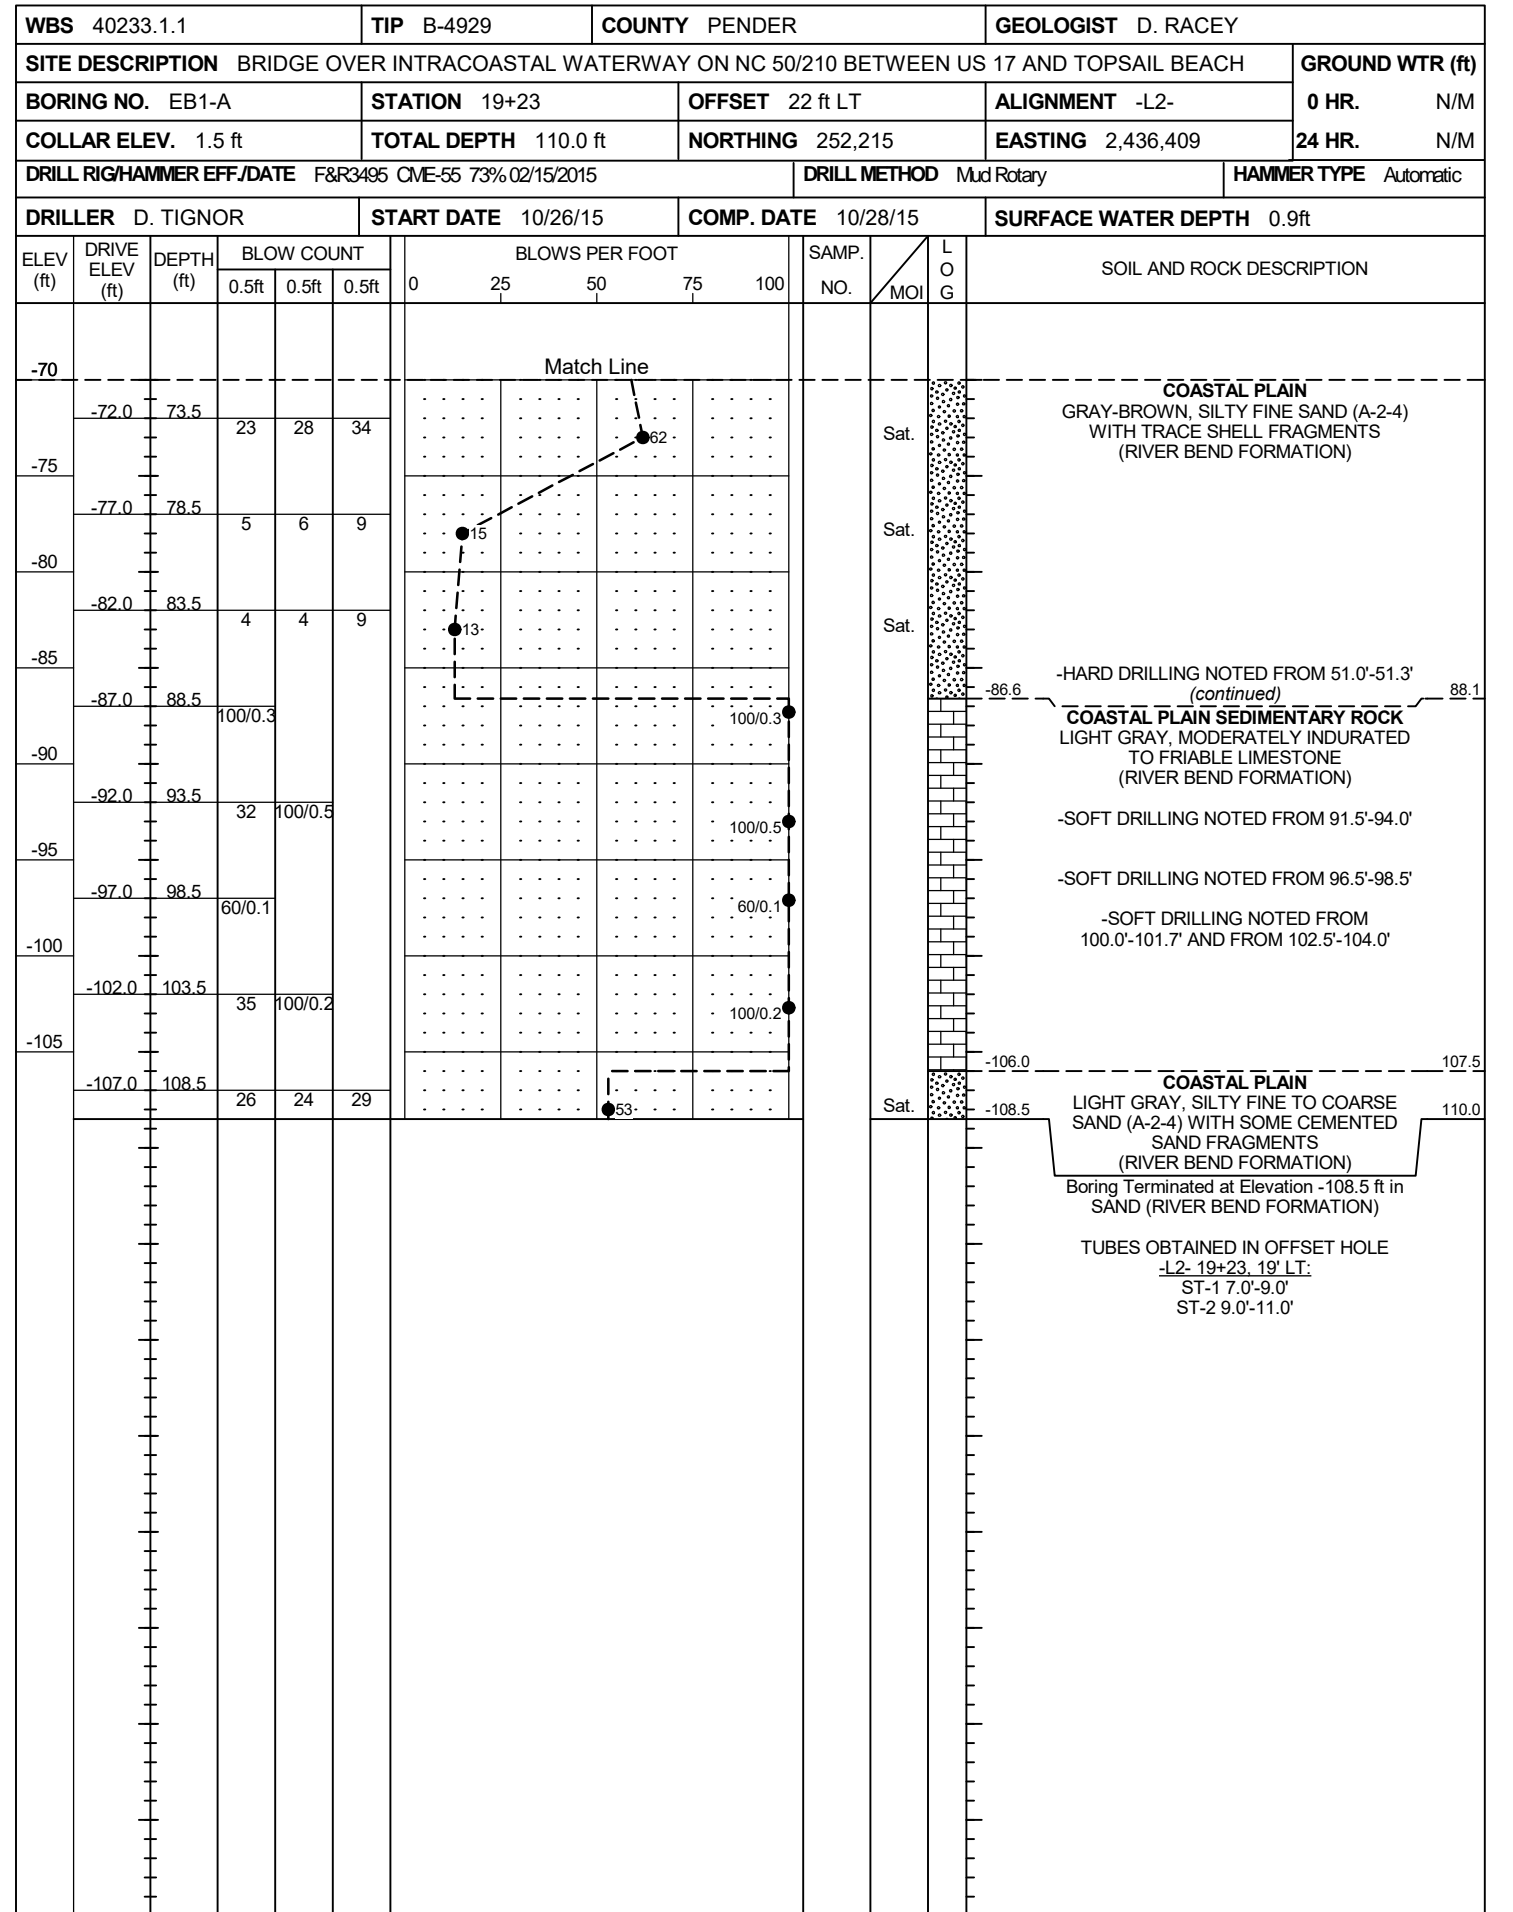 WBS 40233.1.1 TIP B-4929 COUNTY PENDER GEOLOGIST D. RACEY
SITE DESCRIPTION BRIDGE OVER INTRACOASTAL WATERWAY ON NC 50/210 BETWEEN US 17 AND TOPSAIL BEACH GROUND WTR (ft)
BORING NO. EB1-A STATION 19+23 OFFSET 22 ft LT ALIGNMENT -L2- 0 HR. N/M
COLLAR ELEV. 1.5 ft TOTAL DEPTH 110.0 ft NORTHING 252,215 EASTING 2,436,409 24 HR. N/M
DRILL RIG/HAMMER EFF./DATE F&R3495 CME-55 73% 02/15/2015 DRILL METHOD Mud Rotary HAMMER TYPE Automatic
DRILLER D. TIGNOR START DATE 10/26/15 COMP. DATE 10/28/15 SURFACE WATER DEPTH 0.9ft
ELEV (ft) DRIVE ELEV (ft) DEPTH (ft) BLOW COUNT BLOWS PER FOOT SAMP. NO. MOI LOG SOIL AND ROCK DESCRIPTION
0.5ft 0.5ft 0.5ft 0 25 50 75 100
Match Line
-70
COASTAL PLAIN
-72.0 73.5 GRAY-BROWN, SILTY FINE SAND (A-2-4)
23 28 34 62 Sat. WITH TRACE SHELL FRAGMENTS
(RIVER BEND FORMATION)
-75
-77.0 78.5
5 6 9 15 Sat.
-80
-82.0 83.5
4 4 9 13 Sat.
-85
-HARD DRILLING NOTED FROM 51.0'-51.3'
-86.6 (continued) 88.1
-87.0 88.5
100/0.3 100/0.3 COASTAL PLAIN SEDIMENTARY ROCK
LIGHT GRAY, MODERATELY INDURATED
-90 TO FRIABLE LIMESTONE
(RIVER BEND FORMATION)
-92.0 93.5
32 100/0.5 100/0.5 -SOFT DRILLING NOTED FROM 91.5'-94.0'
-95
-SOFT DRILLING NOTED FROM 96.5'-98.5'
-97.0 98.5
60/0.1 60/0.1
-SOFT DRILLING NOTED FROM
-100 100.0'-101.7' AND FROM 102.5'-104.0'
-102.0 103.5
35 100/0.2 100/0.2
-105
-106.0 107.5
-107.0 108.5 COASTAL PLAIN
26 24 29 53 Sat. -108.5 LIGHT GRAY, SILTY FINE TO COARSE 110.0
SAND (A-2-4) WITH SOME CEMENTED
SAND FRAGMENTS
(RIVER BEND FORMATION)
Boring Terminated at Elevation -108.5 ft in
SAND (RIVER BEND FORMATION)
TUBES OBTAINED IN OFFSET HOLE
-L2- 19+23, 19' LT:
ST-1 7.0'-9.0'
ST-2 9.0'-11.0'